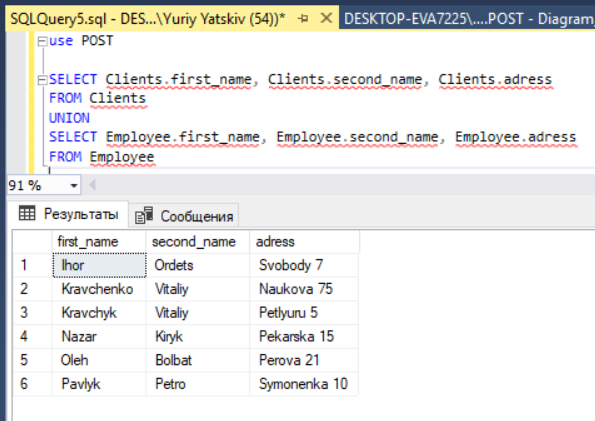 SQLQuery5.sql - DES...\Yuriy Yatskiv (54))* DESKTOP-EVA7225\....POST - Diagram_
use POST
SELECT Clients.first_name, Clients.second_name, Clients.adress
FROM Clients
UNION
SELECT Employee.first_name, Employee.second_name, Employee.adress
FROM Employee
91 %
Результаты Сообщения
first_name second_name adress
1 Ihor Ordets Svobody 7
2 Kravchenko Vitaliy Naukova 75
3 Kravchyk Vitaliy Petlyuru 5
4 Nazar Kiryk Pekarska 15
5 Oleh Bolbat Perova 21
6 Pavlyk Petro Symonenka 10